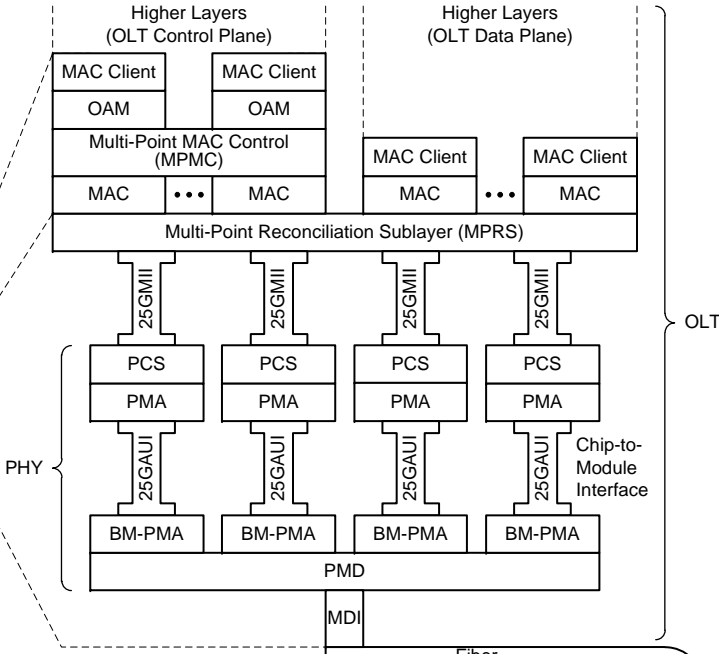 Higher Layers
(OLT Control Plane)
Higher Layers
(OLT Data Plane)
MAC Client
MAC Client
OAM
OAM
Multi-Point MAC Control
(MPMC)
MAC Client
MAC Client
MAC
•••
MAC
MAC
•••
MAC
Multi-Point Reconciliation Sublayer (MPRS)
25GMII
25GMII
25GMII
25GMII
OLT
PCS
PCS
PCS
PCS
PMA
PMA
PMA
PMA
PHY
25GAUI
25GAUI
25GAUI
25GAUI
Chip-to-
Module
Interface
BM-PMA
BM-PMA
BM-PMA
BM-PMA
PMD
MDI
Fiber